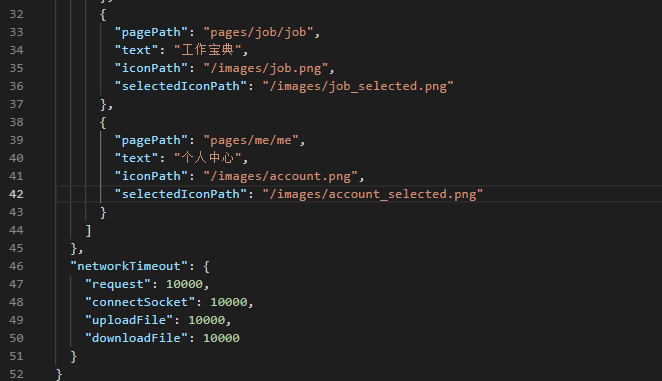 32 {
33 "pagePath": "pages/job/job",
34 "text": "工作宝典",
35 "iconPath": "/images/job.png",
36 "selectedIconPath": "/images/job_selected.png"
37 },
38 {
39 "pagePath": "pages/me/me",
40 "text": "个人中心",
41 "iconPath": "/images/account.png",
42 "selectedIconPath": "/images/account_selected.png"
43 }
44 ]
45 },
46 "networkTimeout": {
47 "request": 10000,
48 "connectSocket": 10000,
49 "uploadFile": 10000,
50 "downloadFile": 10000
51 }
52 }